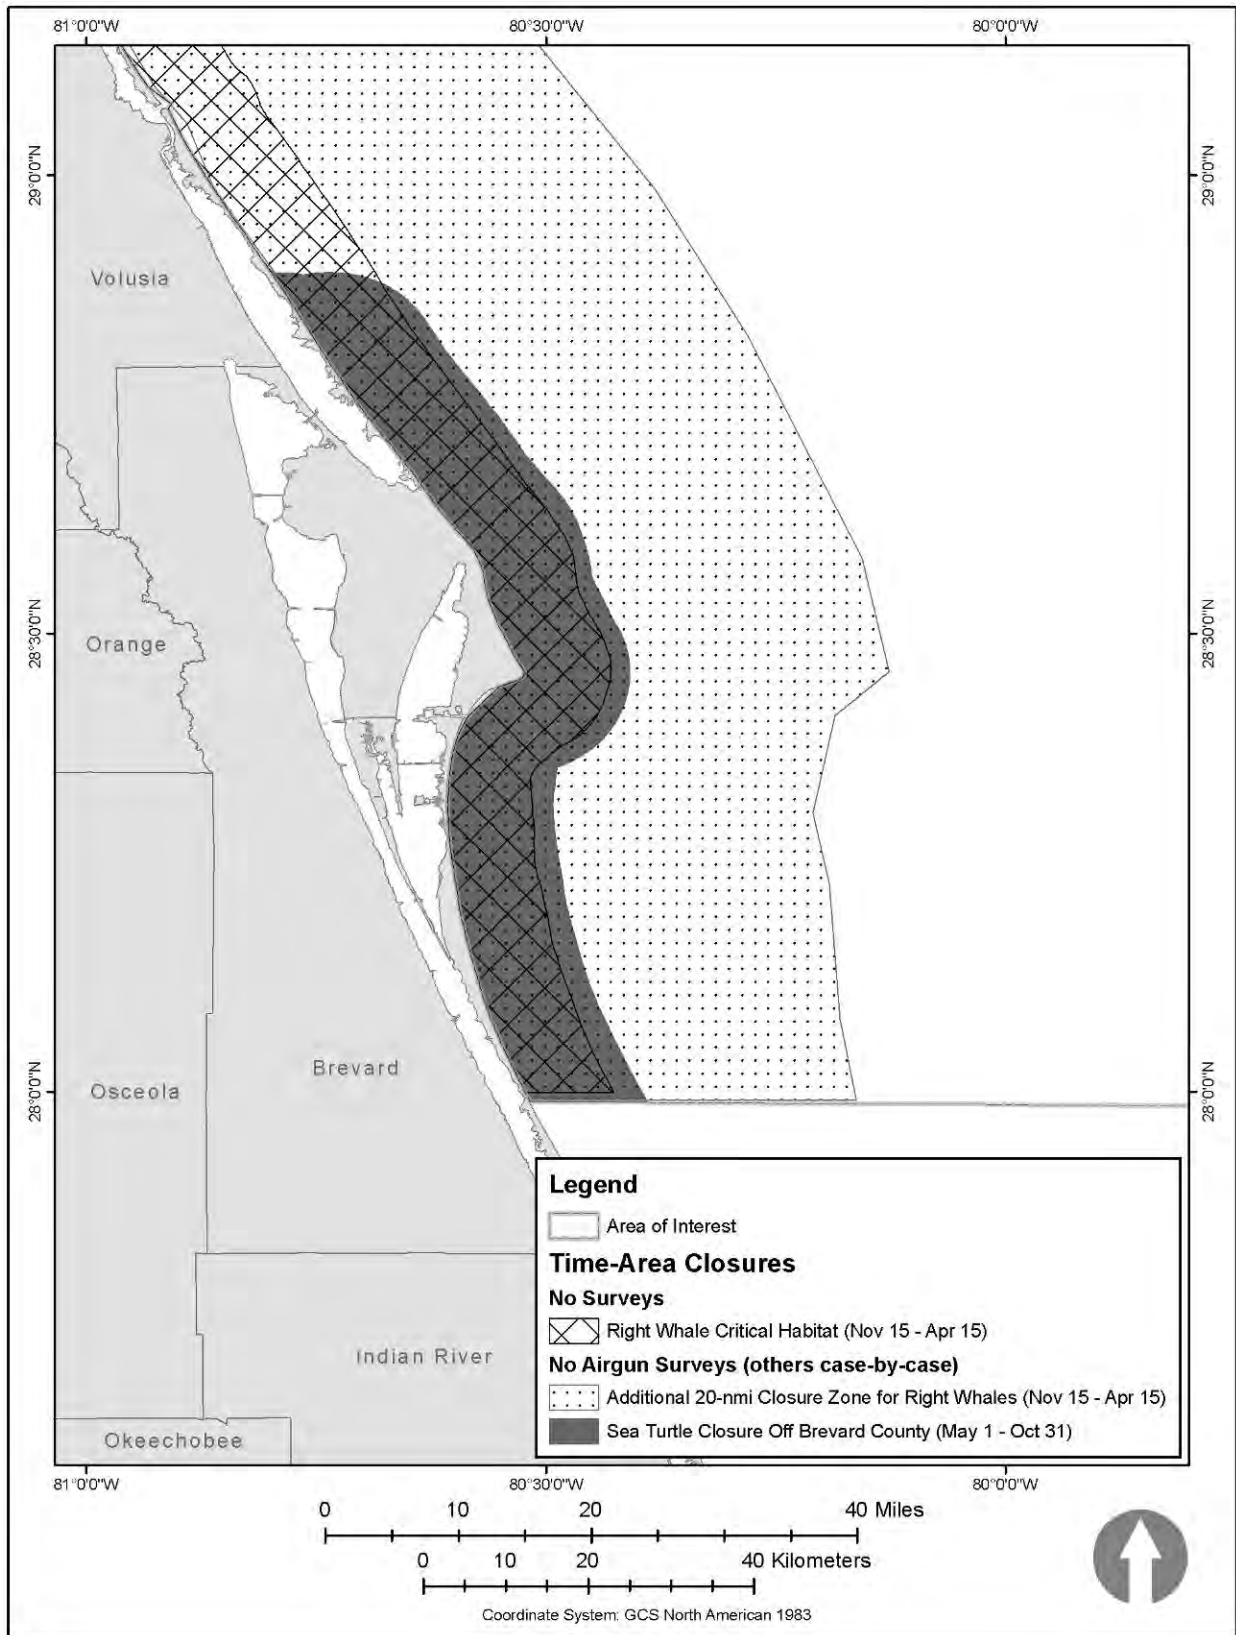 81°0'0"W 80°30'0"W 80°0'0"W
29°0'0"N 29°0'0"N
Volusia
28°30'0"N 28°30'0"N
Orange
Brevard
Osceola
28°0'0"N 28°0'0"N
Indian River
Okeechobee
Legend
Area of Interest
Time-Area Closures
No Surveys
Right Whale Critical Habitat (Nov 15 - Apr 15)
No Airgun Surveys (others case-by-case)
Additional 20-nmi Closure Zone for Right Whales (Nov 15 - Apr 15)
Sea Turtle Closure Off Brevard County (May 1 - Oct 31)
81°0'0"W 80°30'0"W 80°0'0"W
0 10 20 40 Miles
0 10 20 40 Kilometers
Coordinate System: GCS North American 1983